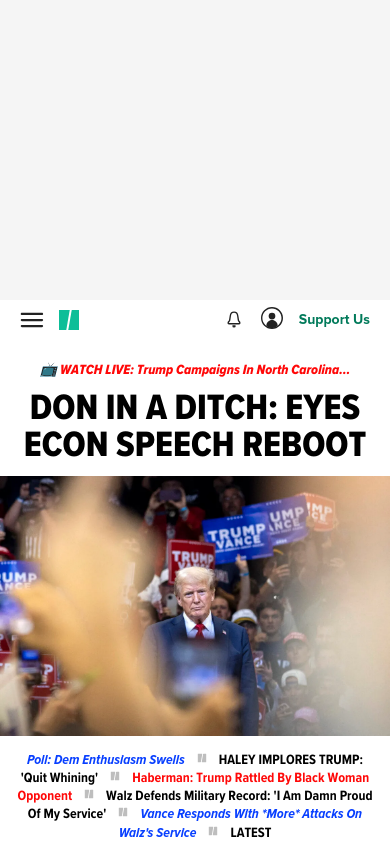 Support Us
📺 WATCH LIVE: Trump Campaigns In North Carolina...
DON IN A DITCH: EYES
ECON SPEECH REBOOT
TRUMP
VANCE
TRUMP
VANCE
TRUMP
VANCE
Poll: Dem Enthusiasm Swells // HALEY IMPLORES TRUMP:
'Quit Whining' // Haberman: Trump Rattled By Black Woman
Opponent // Walz Defends Military Record: 'I Am Damn Proud
Of My Service' // Vance Responds With *More* Attacks On
Walz's Service // LATEST